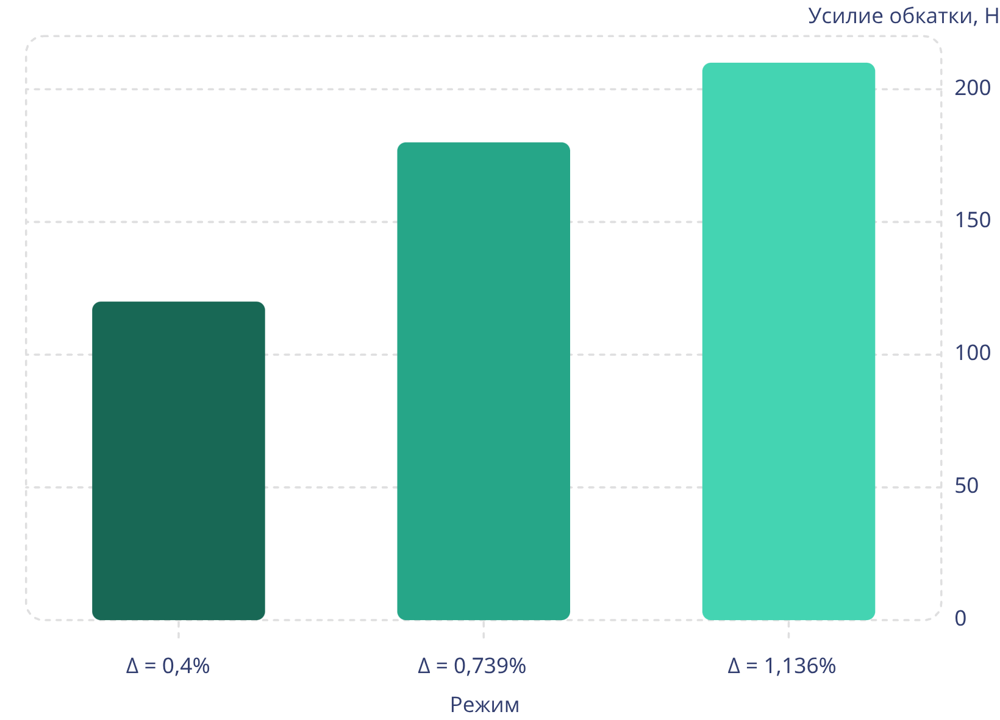 Усилие обкатки, Н
200
150
100
50
0
Δ = 0,4%
Δ = 0,739%
Δ = 1,136%
Режим